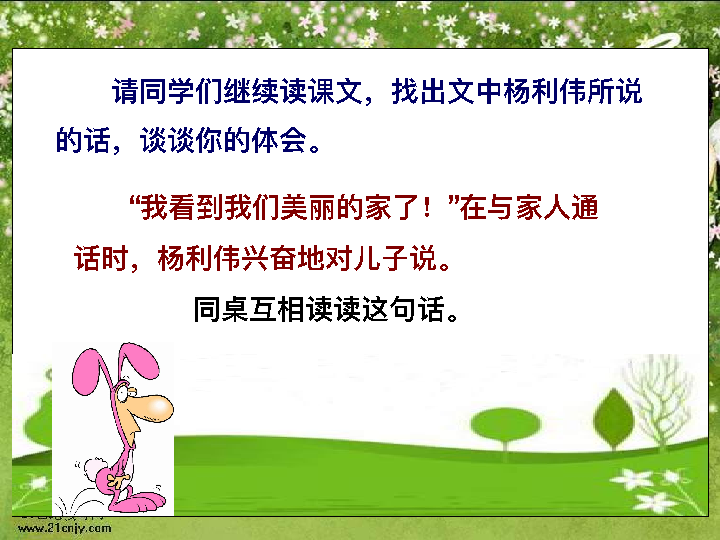 请同学们继续读课文，找出文中杨利伟所说
的话，谈谈你的体会。
“我看到我们美丽的家了！”在与家人通
话时，杨利伟兴奋地对儿子说。
同桌互相读读这句话。
www.21cnjy.com